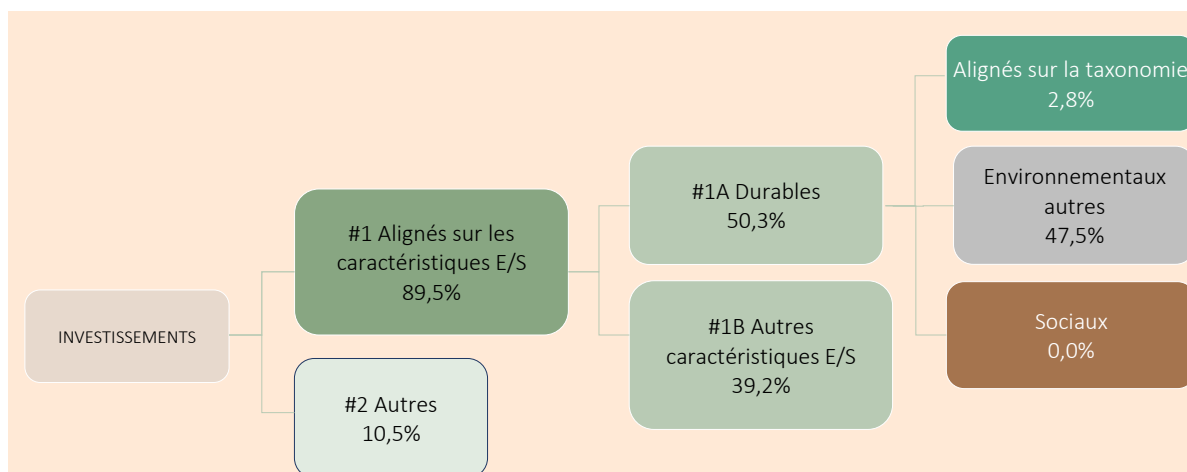 INVESTISSEMENTS
#1 Alignés sur les
caractéristiques E/S
89,5%
#2 Autres
10,5%
#1A Durables
50,3%
#1B Autres
caractéristiques E/S
39,2%
Alignés sur la taxonomie
2,8%
Environnementaux
autres
47,5%
Sociaux
0,0%